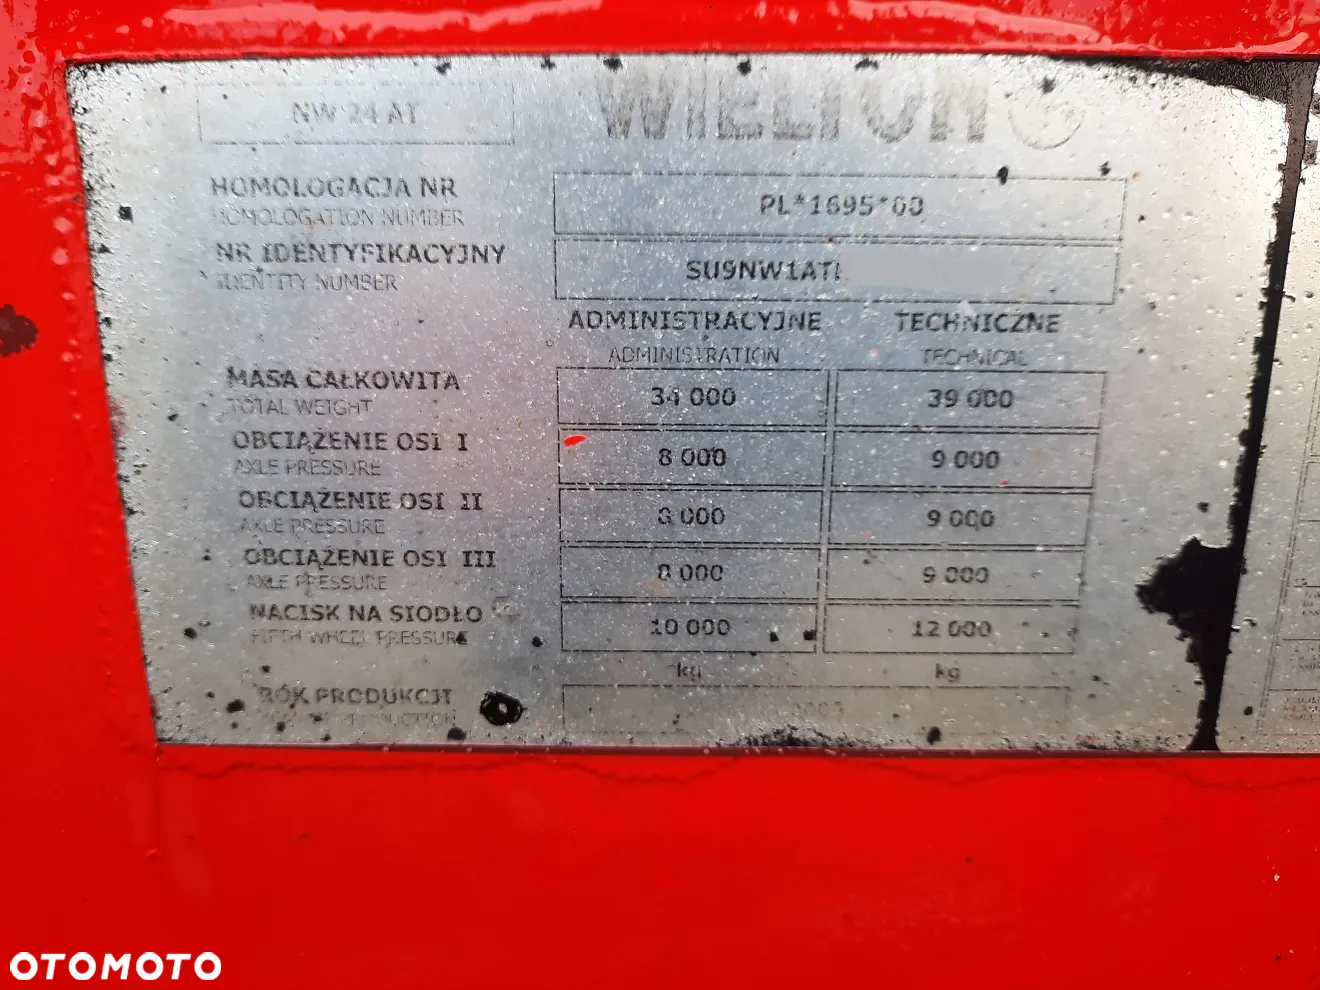 NW 24 AT WIELTON
HOMOLOGACJA NR PL*1695*00
HOMOLOGATION NUMBER
NR IDENTYFIKACYJNY SU9NW1AT
IDENTITY NUMBER
ADMINISTRACYJNE TECHNICZNE
ADMINISTRATION TECHNICAL
MASA CAŁKOWITA 34 000 39 000
TOTAL WEIGHT
OBCIĄŻENIE OSI I 8 000 9 000
AXLE PRESSURE
OBCIĄŻENIE OSI II 8 000 9 000
AXLE PRESSURE
OBCIĄŻENIE OSI III 8 000 9 000
AXLE PRESSURE
NACISK NA SIODŁO 10 000 12 000
FIFTH WHEEL PRESSURE
kg kg
ROK PRODUKCJI
OTOMOTO